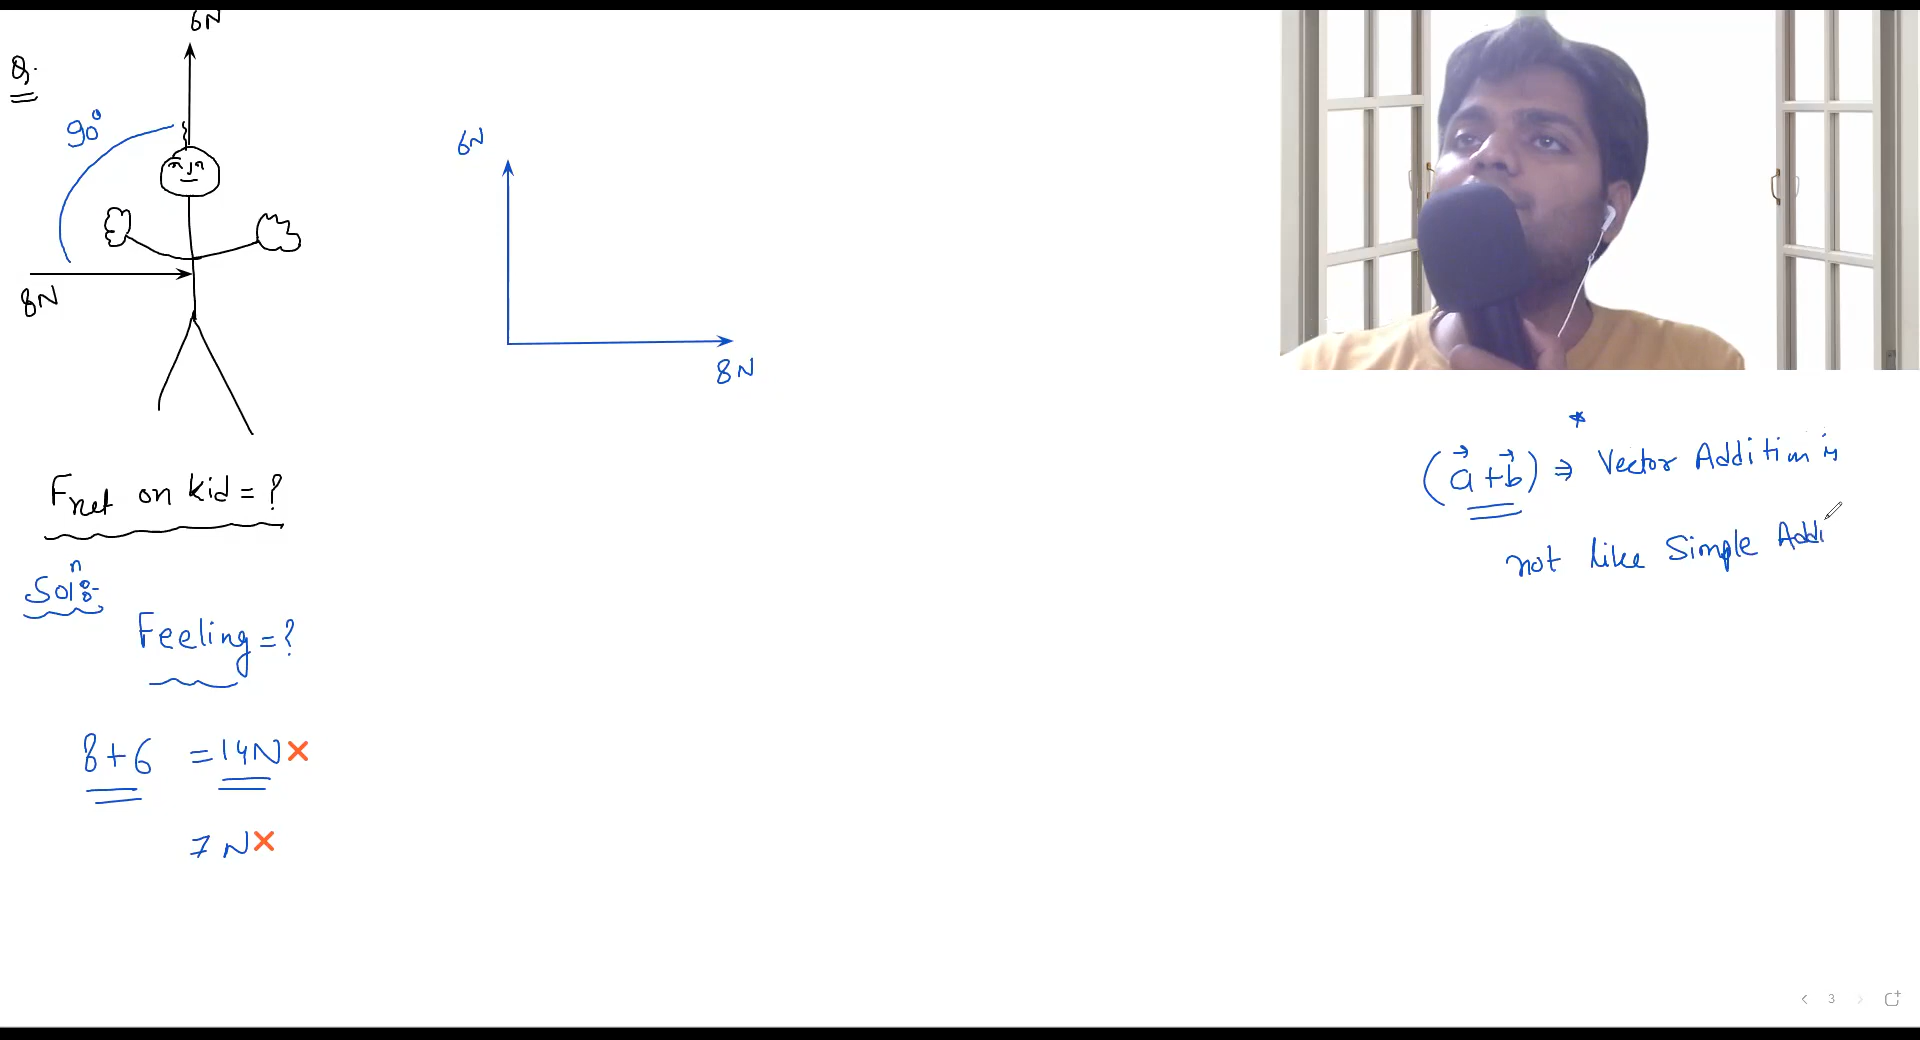 6N
Q.
90°
8N
6N
8N
Fnet on kid = ?
Solⁿ:-
Feeling = ?
8+6 = 14N ×
7 N ×
*
(a⃗ + b⃗) ⇒ Vector Addition is
not like Simple Addi
3